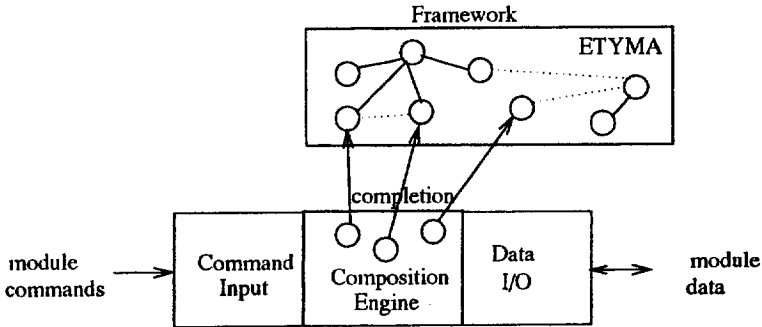 Framework
ETYMA
completion
module
commands
Command
Input
Composition
Engine
Data
I/O
module
data